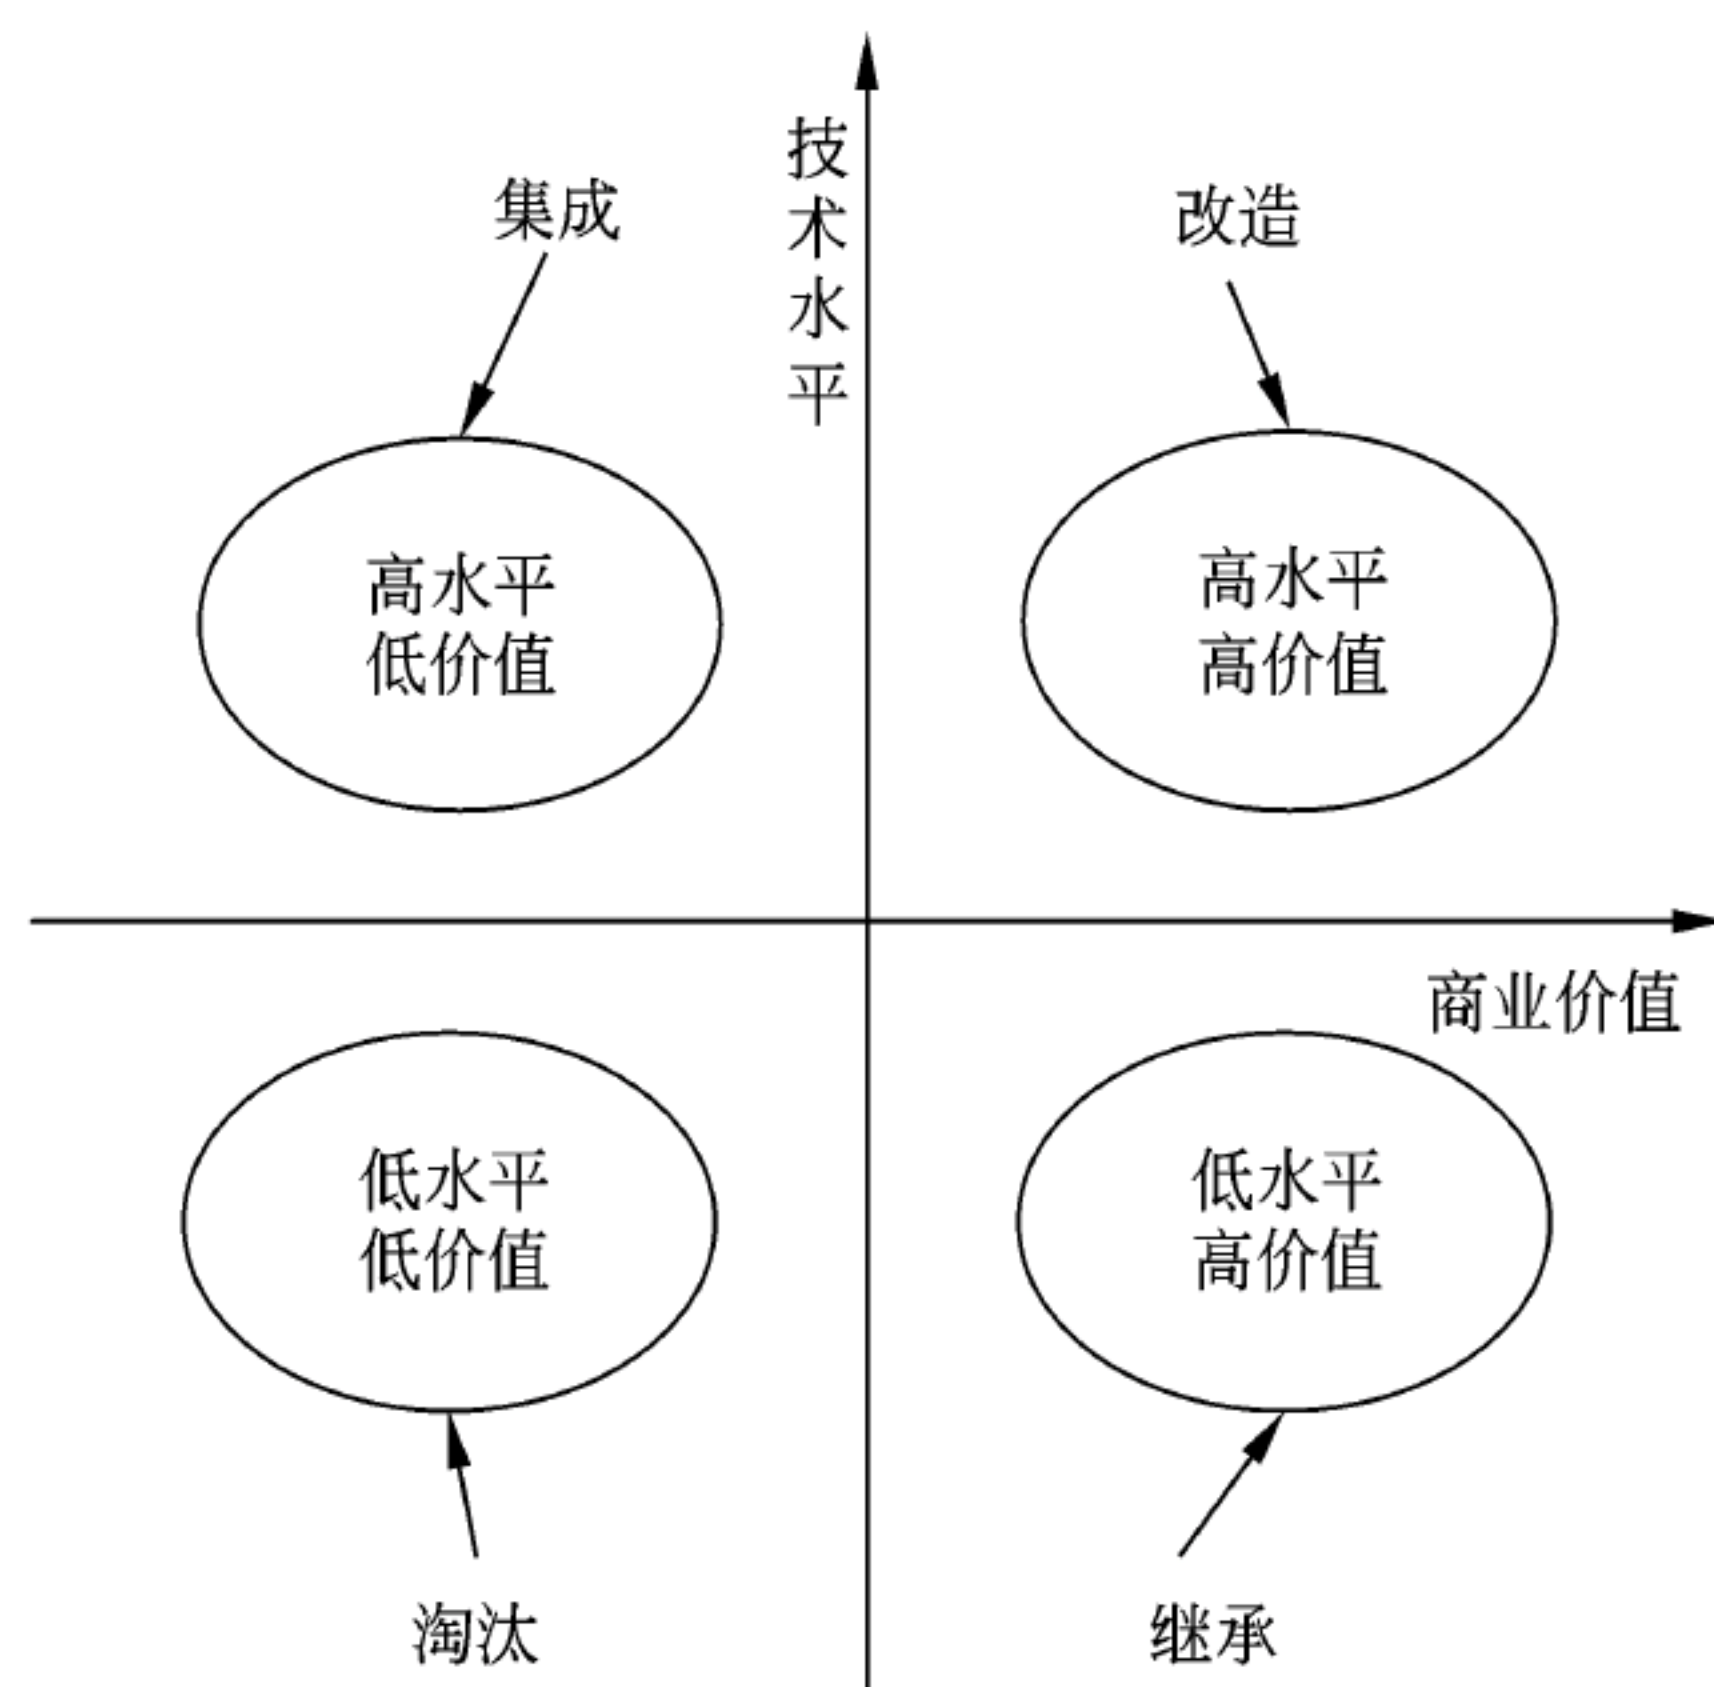 技术水平
集成
改造
高水平
低价值
高水平
高价值
商业价值
低水平
低价值
低水平
高价值
淘汰
继承